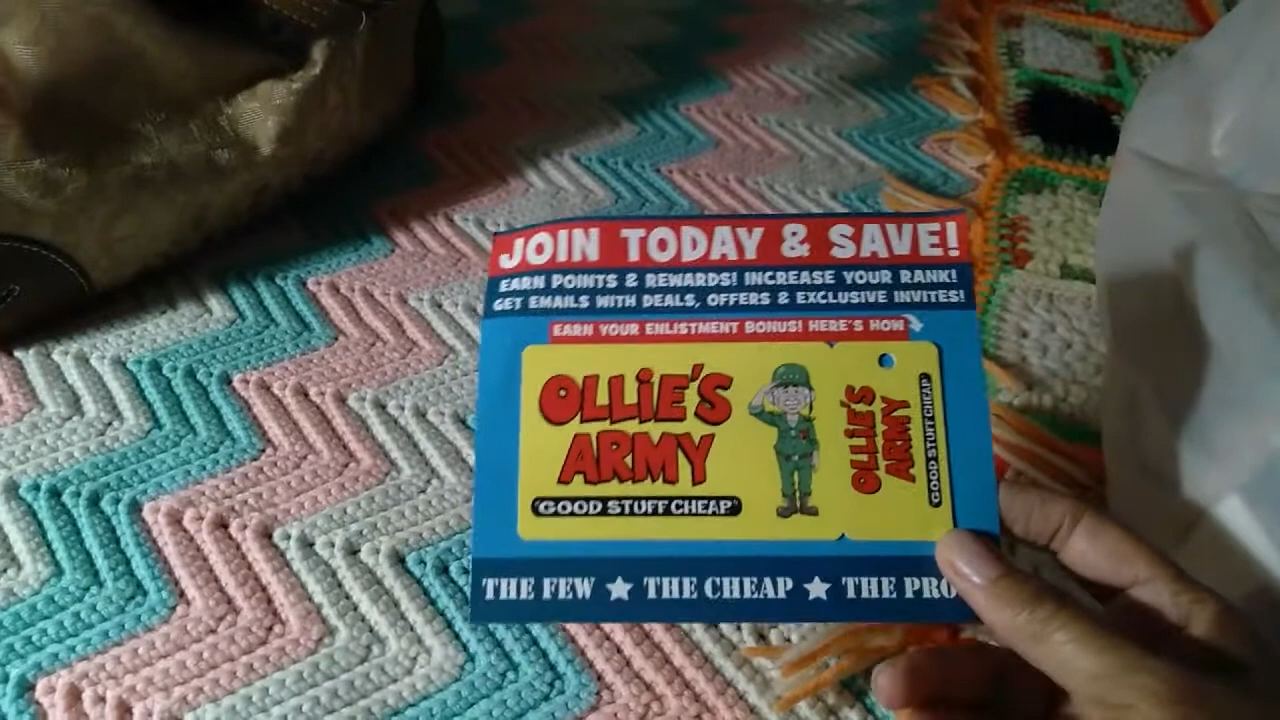 JOIN TODAY & SAVE!
EARN POINTS & REWARDS! INCREASE YOUR RANK!
GET EMAILS WITH DEALS, OFFERS & EXCLUSIVE INVITES!
EARN YOUR ENLISTMENT BONUS! HERE'S HOW
OLLiE'S
ARMY
"GOOD STUFF CHEAP"
OLLiE'S
ARMY
"GOOD STUFF CHEAP"
THE FEW ★ THE CHEAP ★ THE PRO